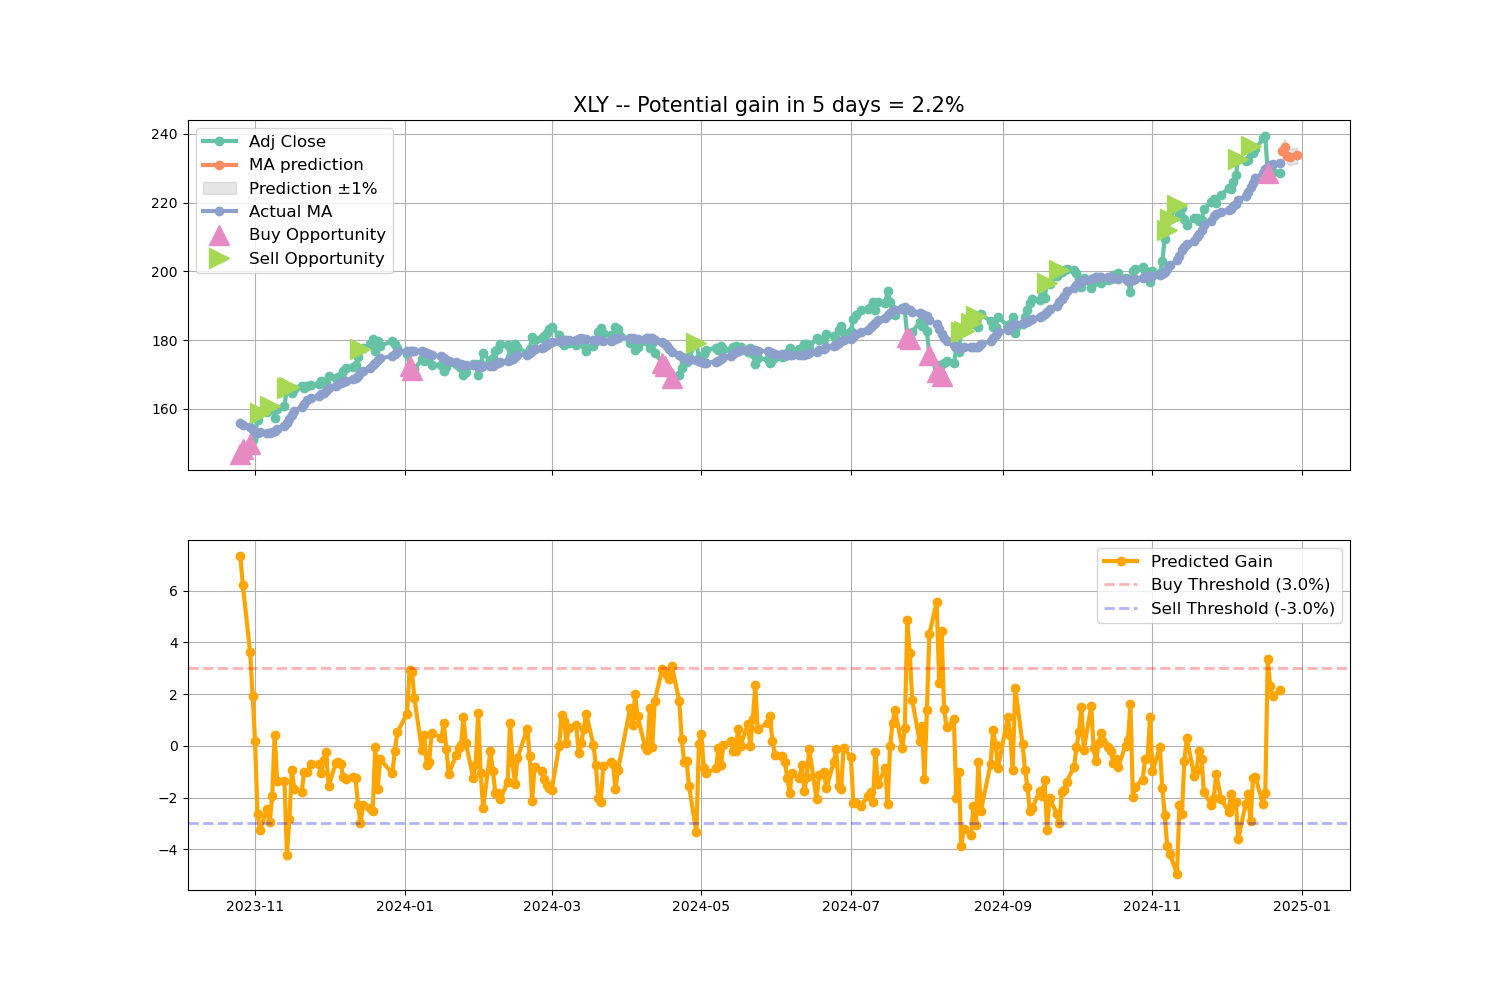 XLY -- Potential gain in 5 days = 2.2%
240
220
200
180
160
Adj Close
MA prediction
Prediction ±1%
Actual MA
Buy Opportunity
Sell Opportunity
6
4
2
0
−2
−4
Predicted Gain
Buy Threshold (3.0%)
Sell Threshold (-3.0%)
2023-11
2024-01
2024-03
2024-05
2024-07
2024-09
2024-11
2025-01